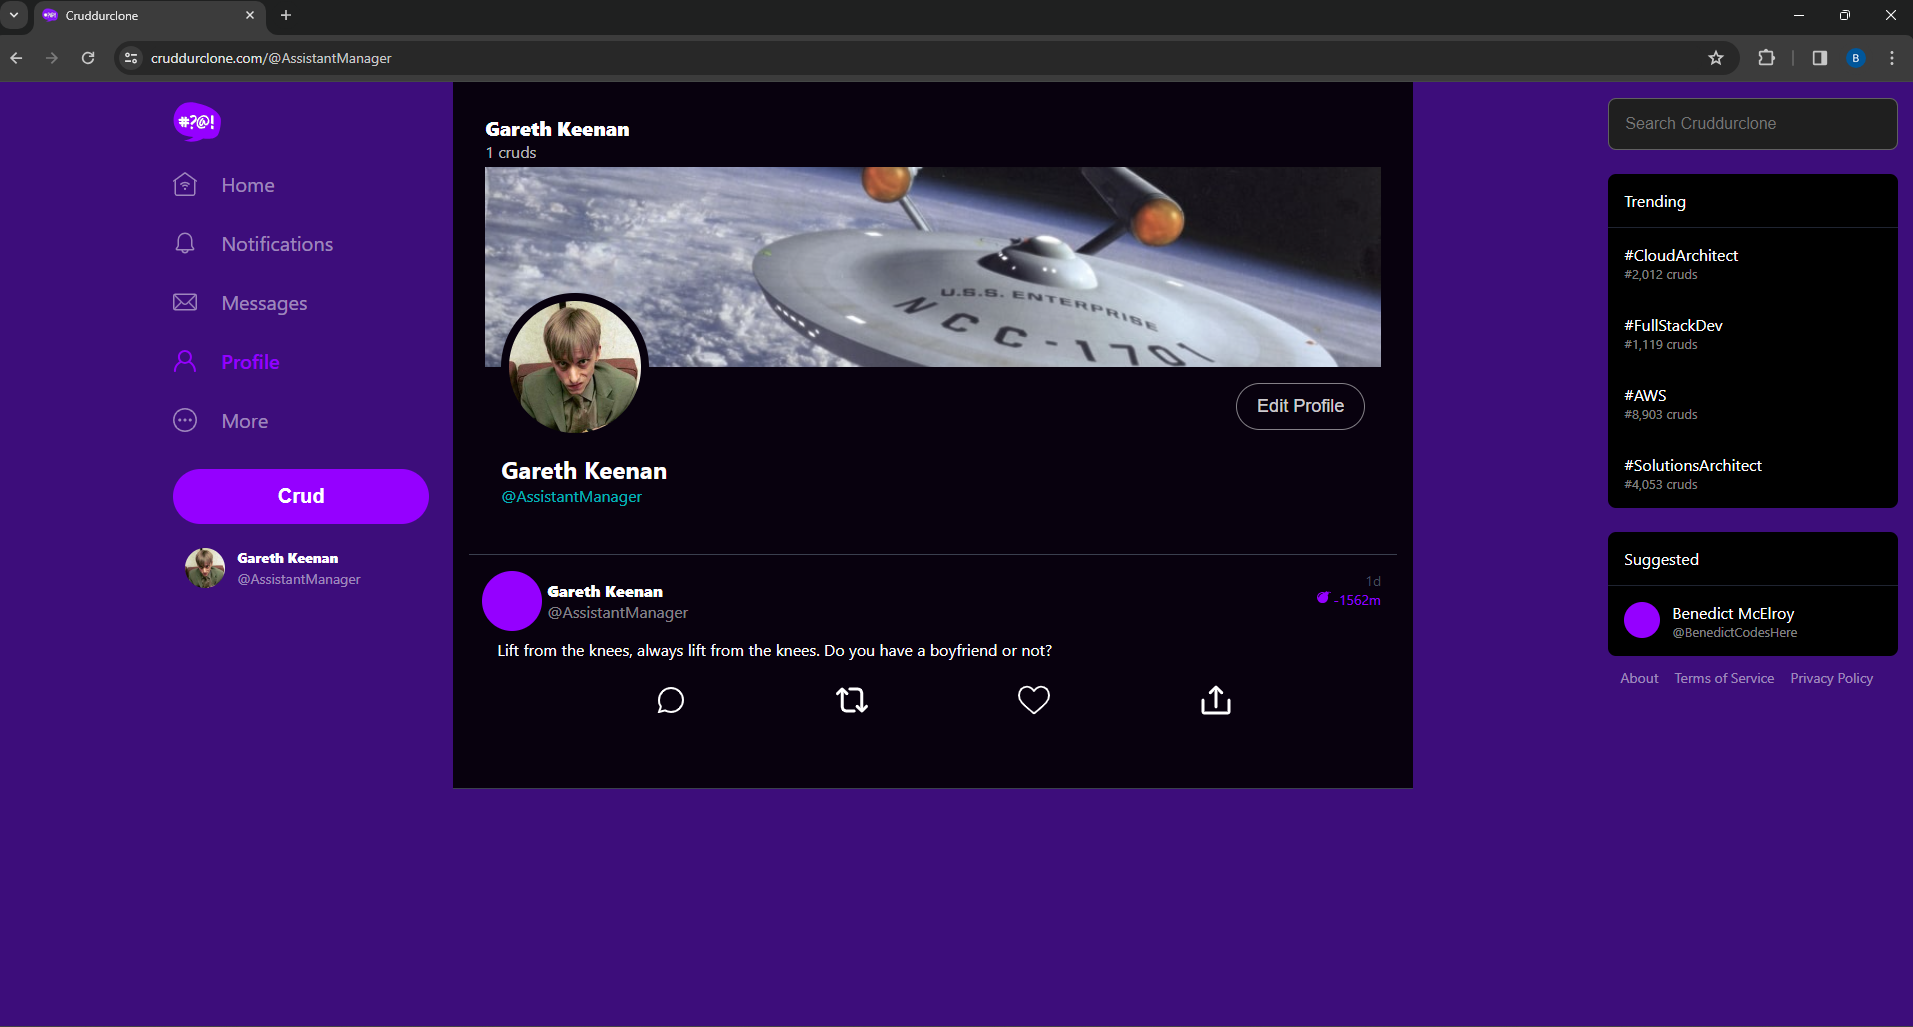 Cruddurclone
cruddurclone.com/@AssistantManager
B
#?@!
Home
Notifications
Messages
Profile
More
Crud
Gareth Keenan
@AssistantManager
Gareth Keenan
1 cruds
U.S.S. ENTERPRISE
NCC-1701
Edit Profile
Gareth Keenan
@AssistantManager
Gareth Keenan
@AssistantManager
1d
-1562m
Lift from the knees, always lift from the knees. Do you have a boyfriend or not?
Search Cruddurclone
Trending
#CloudArchitect
#2,012 cruds
#FullStackDev
#1,119 cruds
#AWS
#8,903 cruds
#SolutionsArchitect
#4,053 cruds
Suggested
Benedict McElroy
@BenedictCodesHere
About Terms of Service Privacy Policy